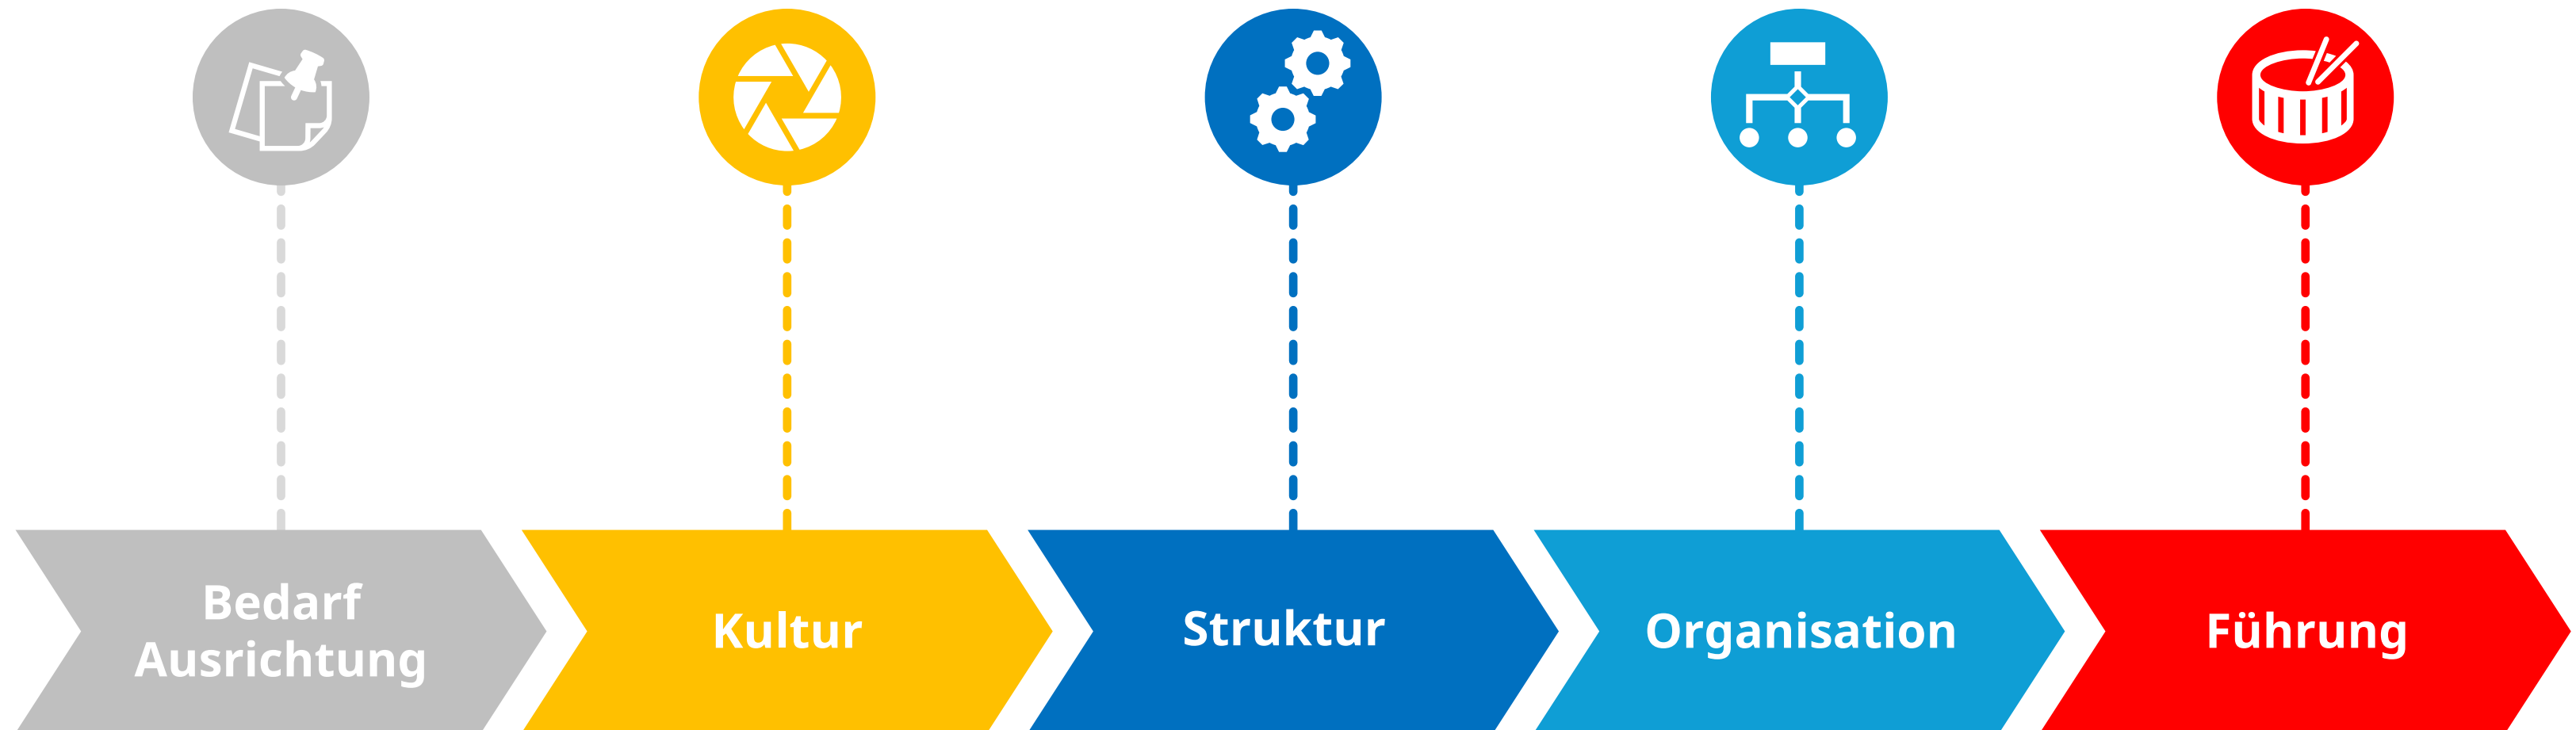 Bedarf
Ausrichtung
Kultur
Struktur
Organisation
Führung